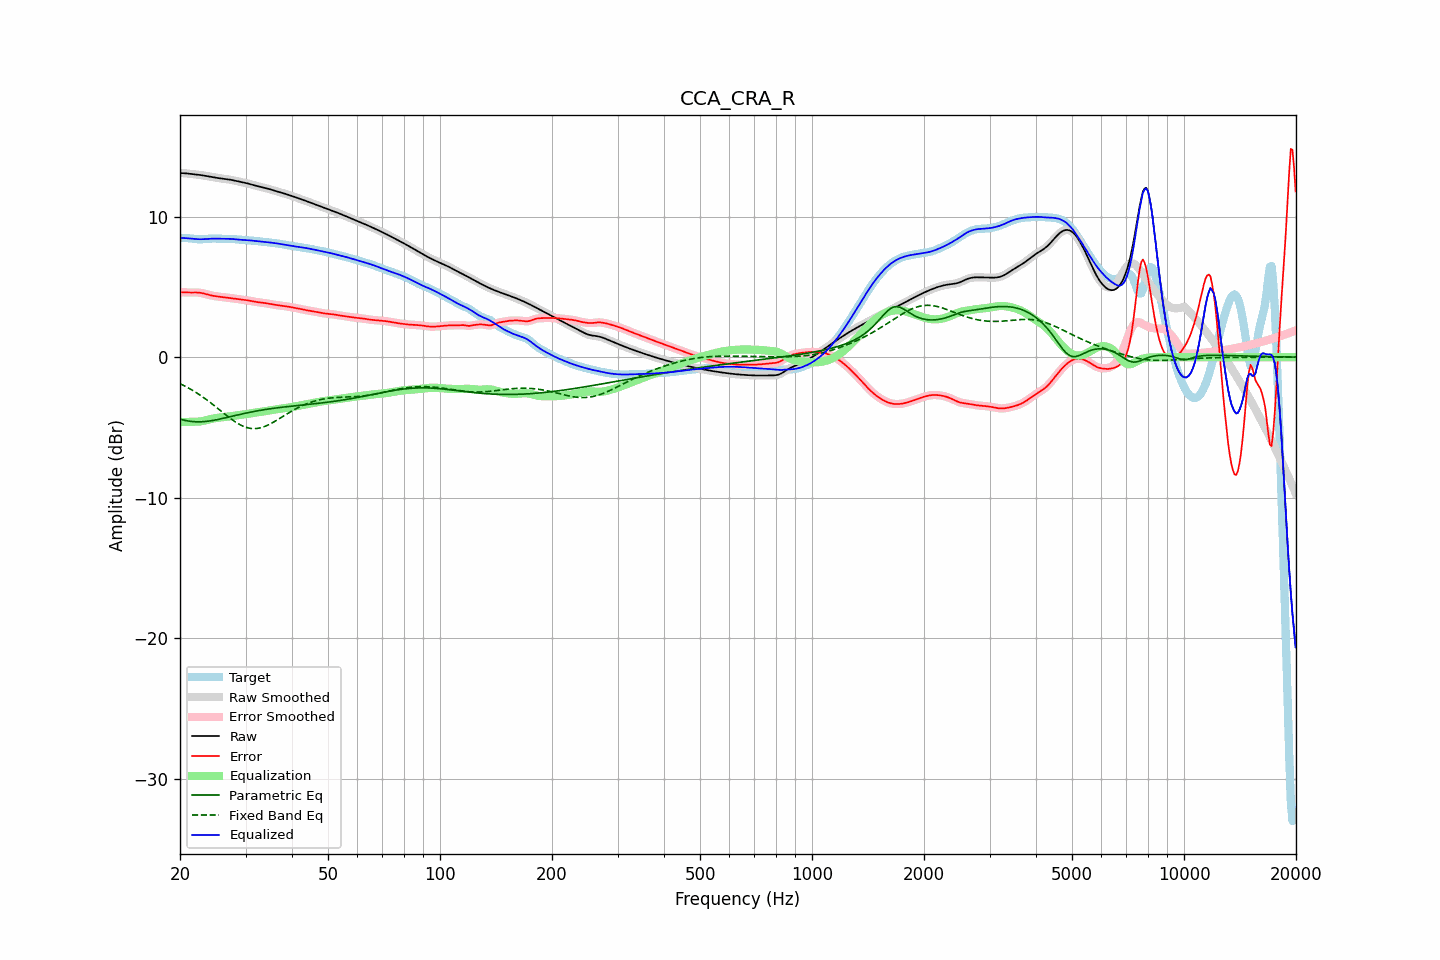 CCA_CRA_R
10
0
−10
−20
−30
Amplitude (dBr)
Target
Raw Smoothed
Error Smoothed
Raw
Error
Equalization
Parametric Eq
Fixed Band Eq
Equalized
20 50 100 200 500 1000 2000 5000 10000 20000
Frequency (Hz)